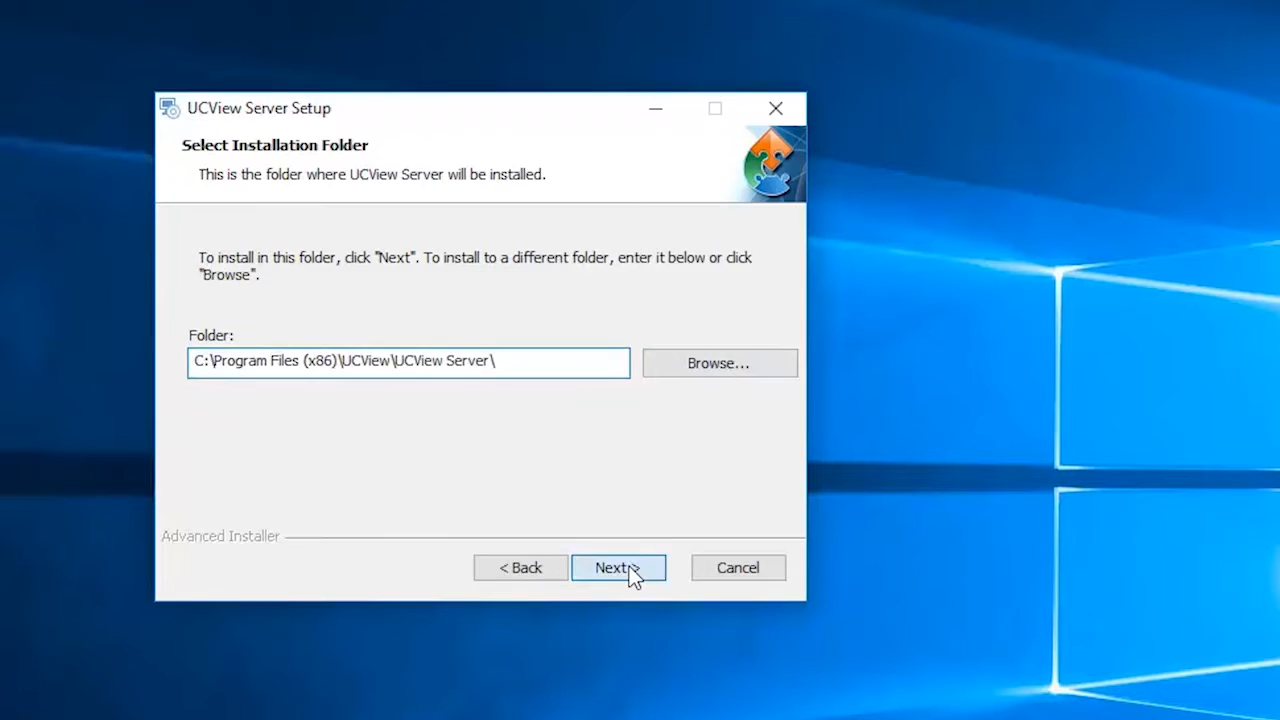 UCView Server Setup
Select Installation Folder
This is the folder where UCView Server will be installed.
To install in this folder, click "Next". To install to a different folder, enter it below or click
"Browse".
Folder:
C:\Program Files (x86)\UCView\UCView Server\
Browse...
Advanced Installer
< Back
Next >
Cancel